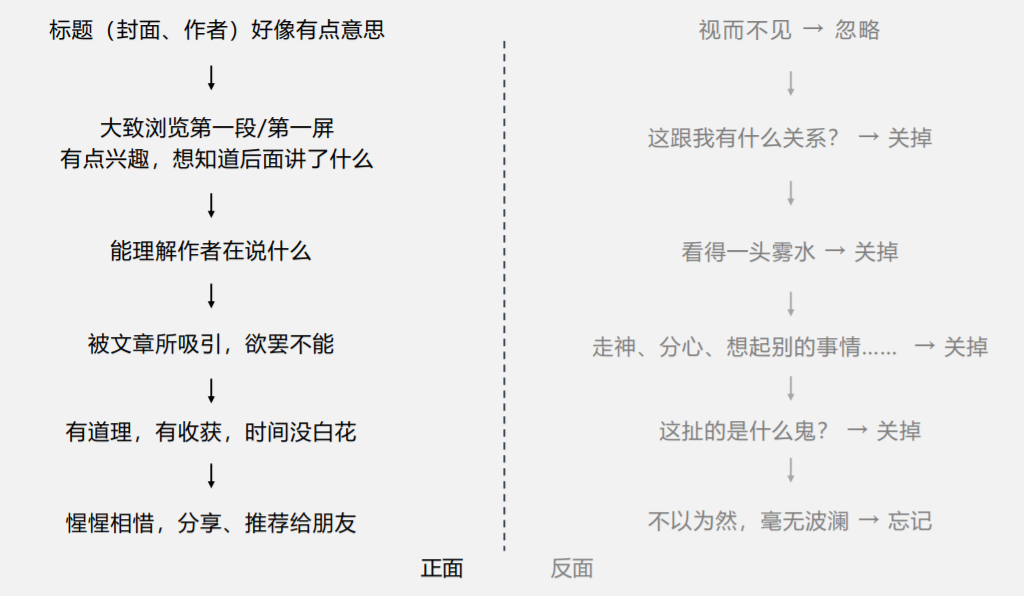 标题（封面、作者）好像有点意思
↓
大致浏览第一段/第一屏
有点兴趣，想知道后面讲了什么
↓
能理解作者在说什么
↓
被文章所吸引，欲罢不能
↓
有道理，有收获，时间没白花
↓
惺惺相惜，分享、推荐给朋友
正面
视而不见 → 忽略
↓
这跟我有什么关系？ → 关掉
↓
看得一头雾水 → 关掉
↓
走神、分心、想起别的事情…… → 关掉
↓
这扯的是什么鬼？ → 关掉
↓
不以为然，毫无波澜 → 忘记
反面